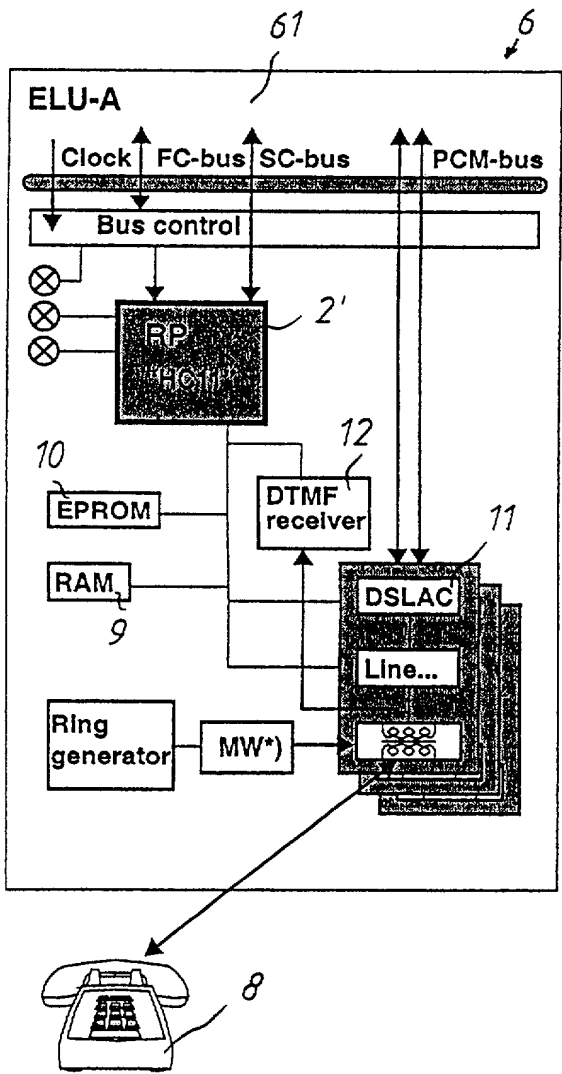 61
6
ELU-A
Clock FC-bus SC-bus PCM-bus
Bus control
2'
RP
"HC11"
10
12
EPROM
DTMF
receiver
11
RAM
DSLAC
9
Line...
Ring
generator
MW*)
8